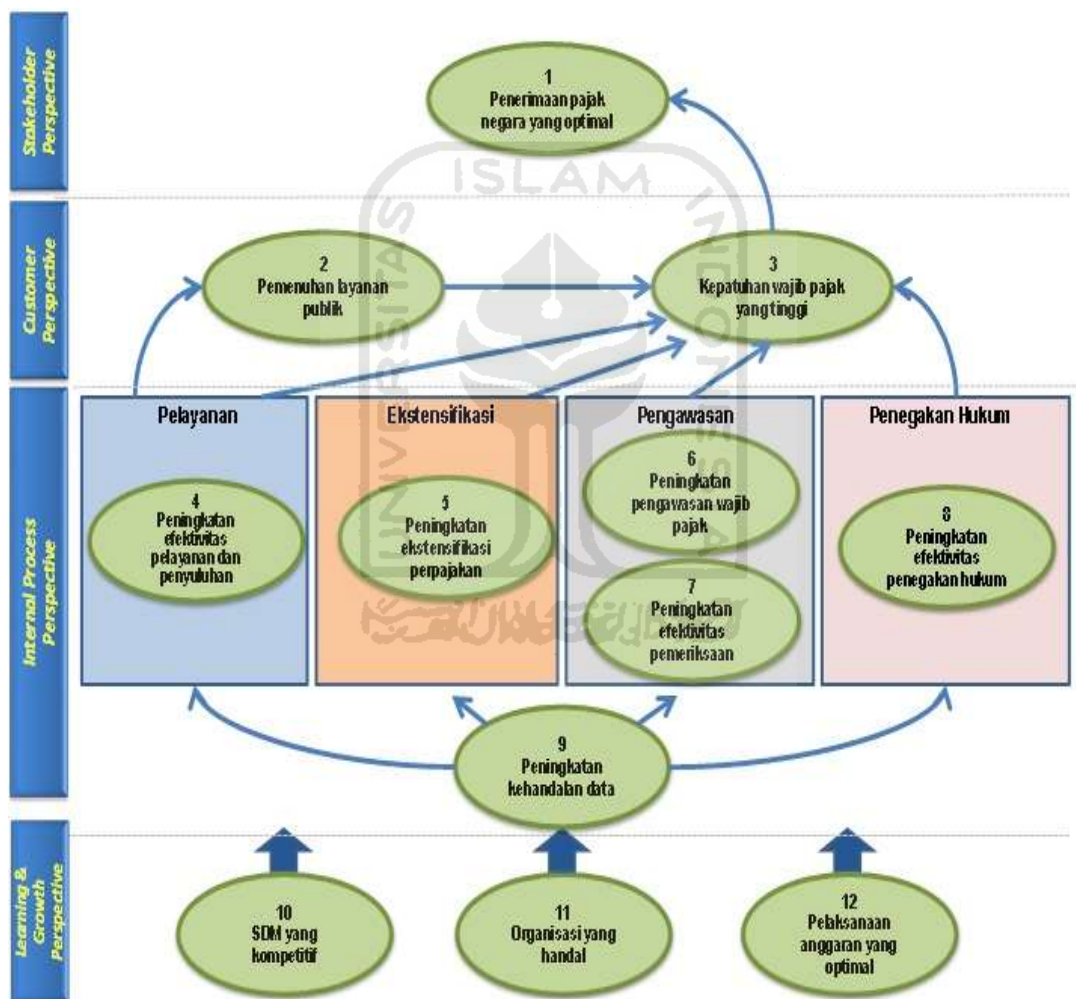 Stakeholder
Perspective
1
Penerimaan pajak
negara yang optimal
Customer
Perspective
2
Pemenuhan layanan
publik
3
Kepatuhan wajib pajak
yang tinggi
Internal Process
Perspective
Pelayanan
4
Peningkatan
efektivitas
pelayanan dan
penyuluhan
Ekstensifikasi
5
Peningkatan
ekstensifikasi
perpajakan
Pengawasan
6
Peningkatan
pengawasan wajib
pajak
7
Peningkatan
efektivitas
pemeriksaan
Penegakan Hukum
8
Peningkatan
efektivitas
penegakan hukum
9
Peningkatan
kehandalan data
Learning &
Growth
Perspective
10
SDM yang
kompetitif
11
Organisasi yang
handal
12
Pelaksanaan
anggaran yang
optimal
UNIVERSITAS
ISLAM
INDONESIA